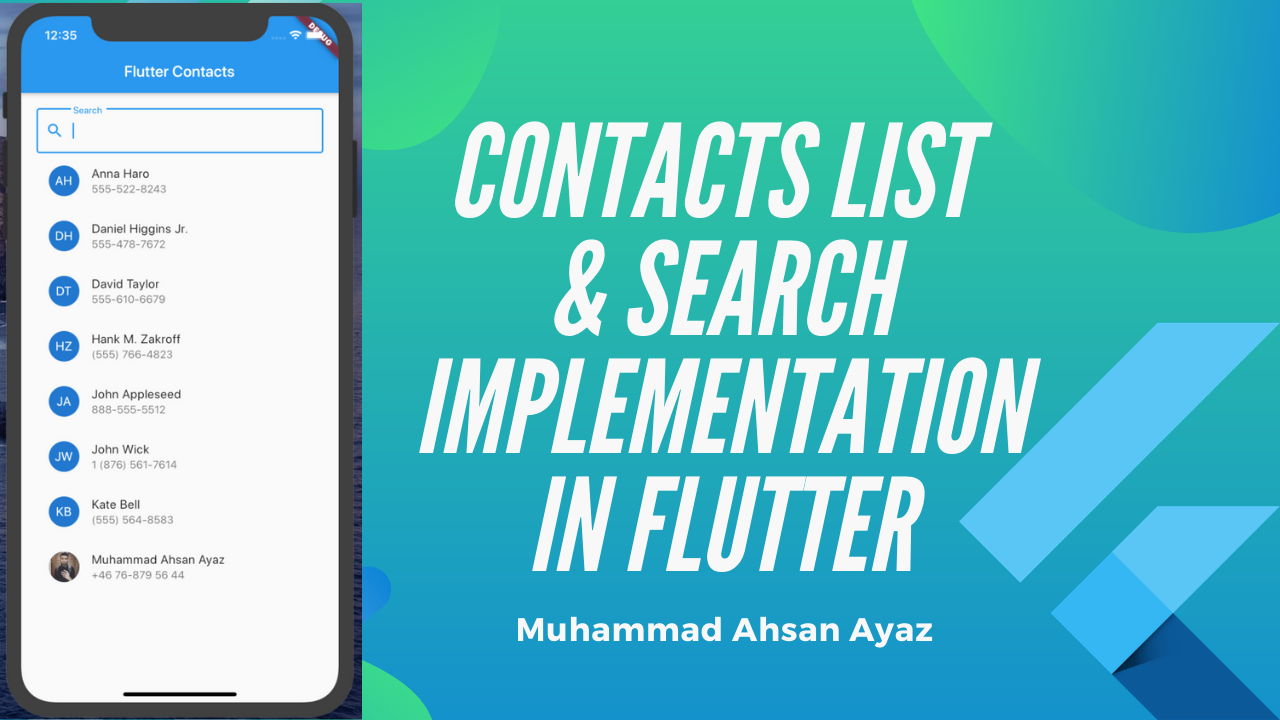 12:35
DEBUG
Flutter Contacts
Search
AH
Anna Haro
555-522-8243
DH
Daniel Higgins Jr.
555-478-7672
DT
David Taylor
555-610-6679
HZ
Hank M. Zakroff
(555) 766-4823
JA
John Appleseed
888-555-5512
JW
John Wick
1 (876) 561-7614
KB
Kate Bell
(555) 564-8583
Muhammad Ahsan Ayaz
+46 76-879 56 44
CONTACTS LIST
& SEARCH
IMPLEMENTATION
IN FLUTTER
Muhammad Ahsan Ayaz